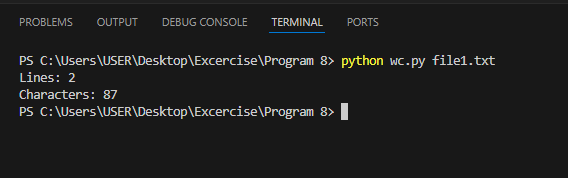 PROBLEMS OUTPUT DEBUG CONSOLE TERMINAL PORTS
PS C:\Users\USER\Desktop\Excercise\Program 8> python wc.py file1.txt
Lines: 2
Characters: 87
PS C:\Users\USER\Desktop\Excercise\Program 8>